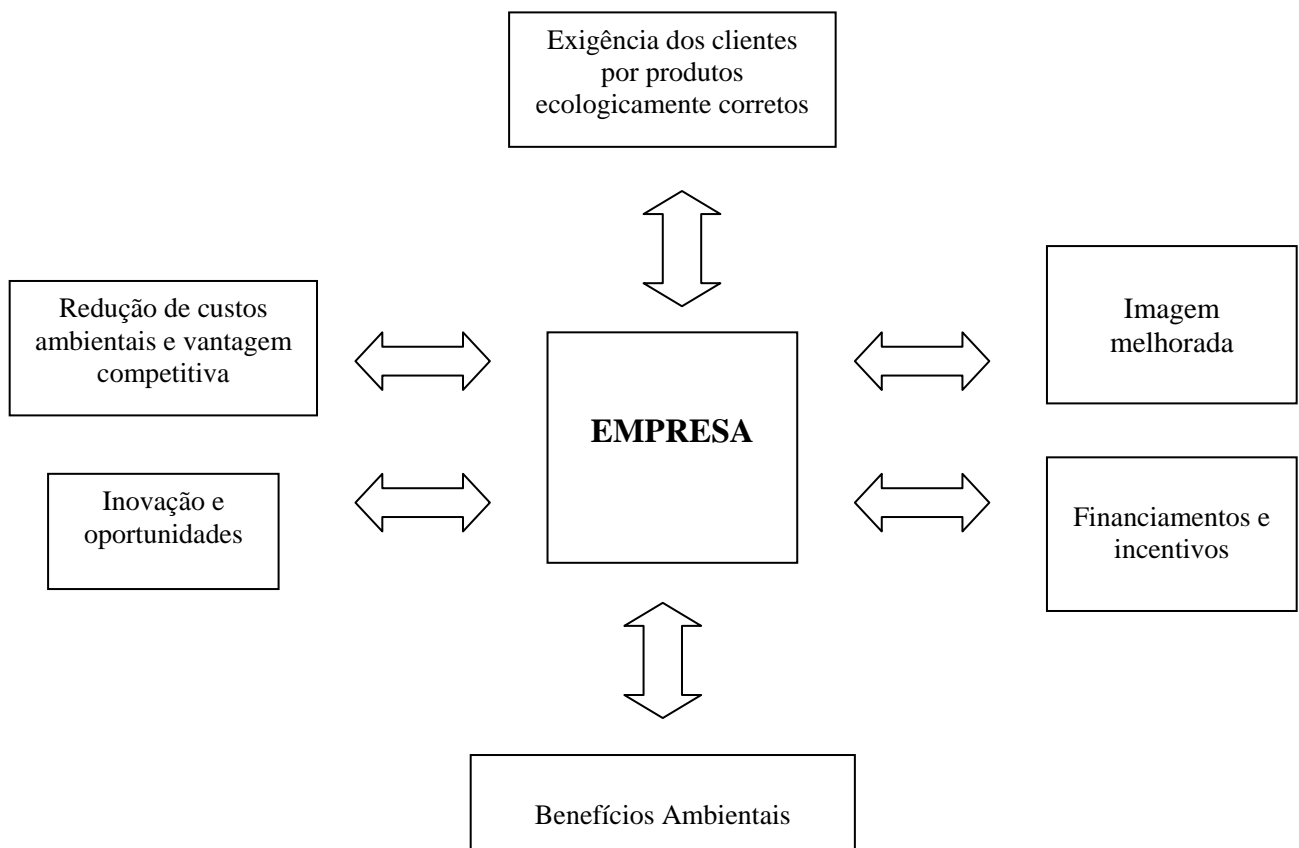 Exigência dos clientes
por produtos
ecologicamente corretos
Redução de custos
ambientais e vantagem
competitiva
Imagem
melhorada
EMPRESA
Inovação e
oportunidades
Financiamentos e
incentivos
Benefícios Ambientais